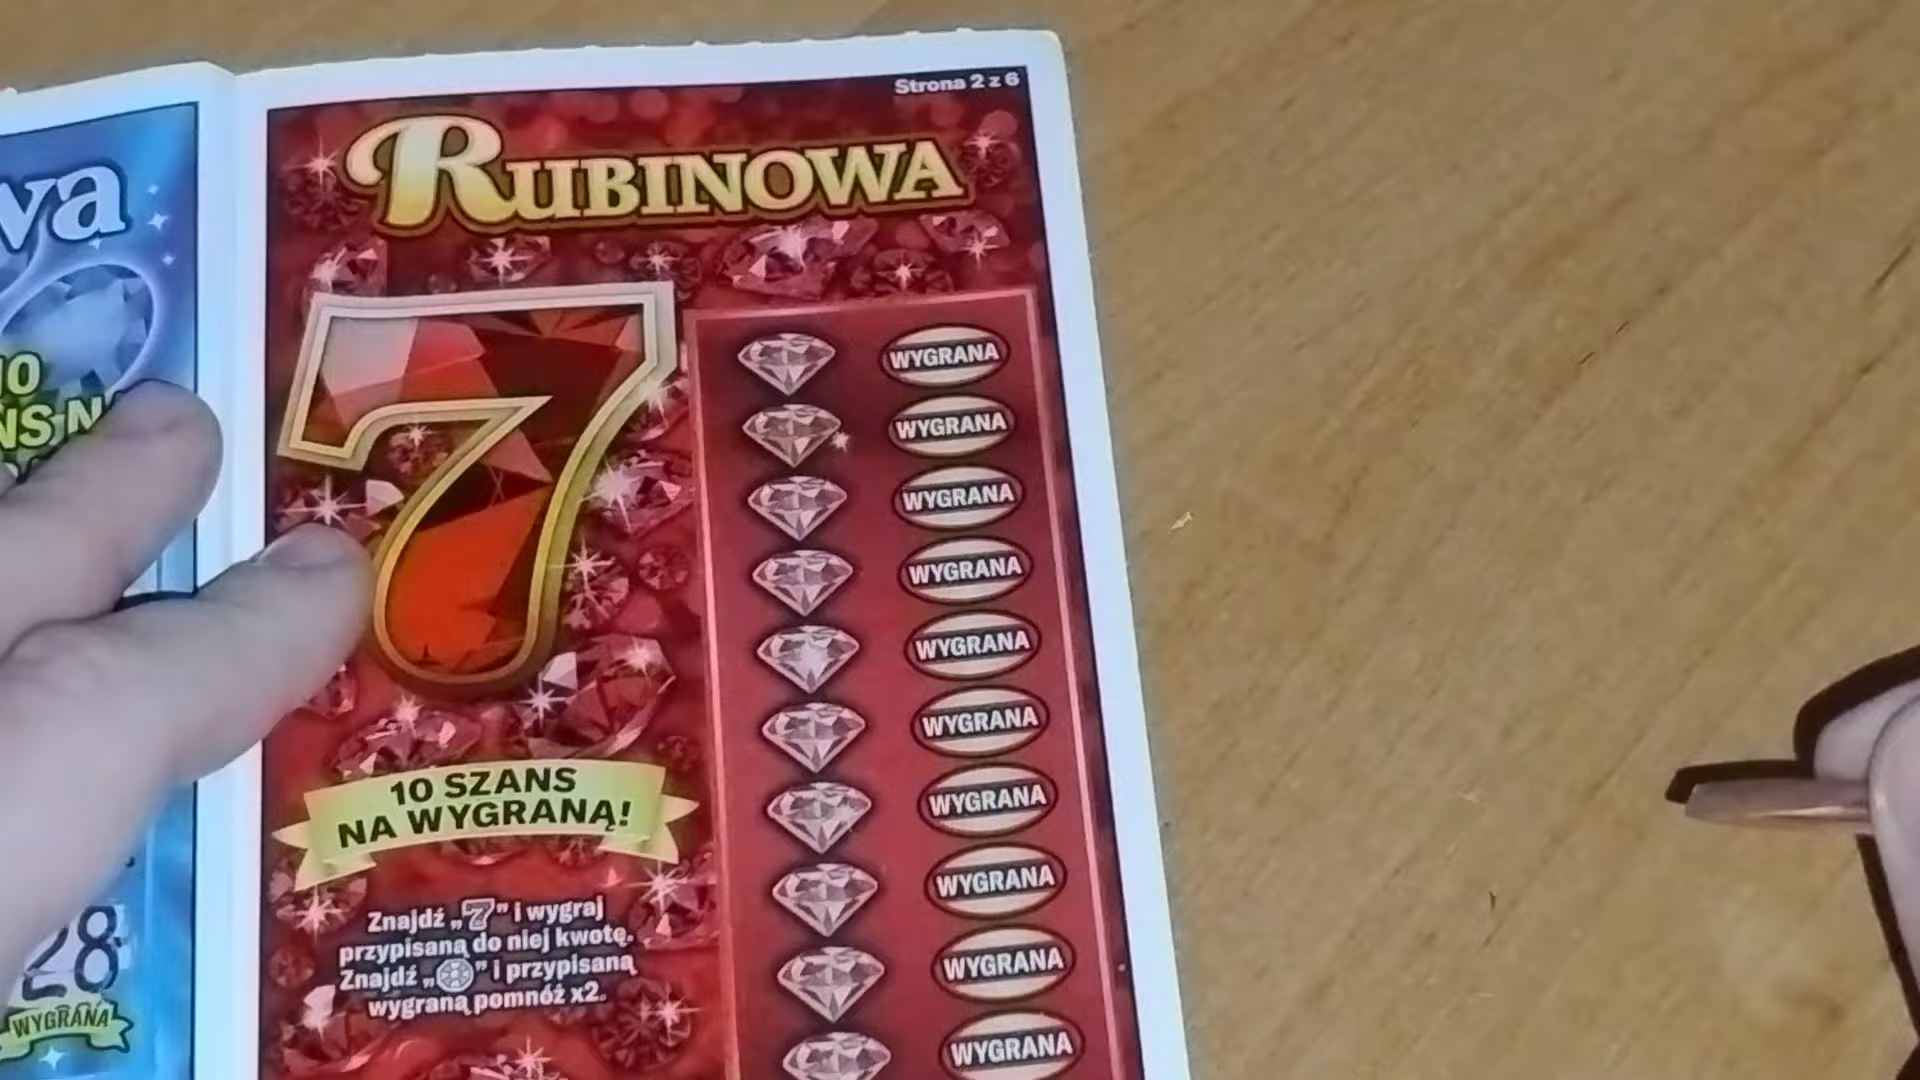 Strona 2 z 6
RUBINOWA
7
10 SZANS
NA WYGRANĄ!
Znajdź „7” i wygraj
przypisaną do niej kwotę.
Znajdź „ ” i przypisaną
wygraną pomnóż x2.
WYGRANA
WYGRANA
WYGRANA
WYGRANA
WYGRANA
WYGRANA
WYGRANA
WYGRANA
WYGRANA
WYGRANA
28
WYGRANA